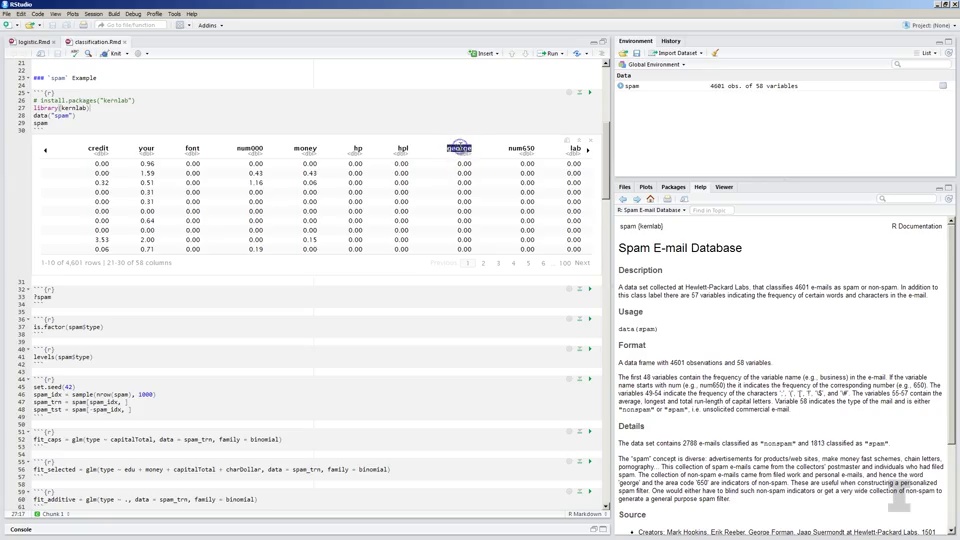 RStudio
File Edit Code View Plots Session Build Debug Profile Tools Help
Go to file/function
Addins
Project: (None)
logistic.Rmd
classification.Rmd
Knit
Insert
Run
21
22
23 ### `spam` Example
24
25 ```{r}
26 # install.packages("kernlab")
27 library(kernlab)
28 data("spam")
29 spam
30 ```
credit your font num000 money hp hpl george num650 lab
<dbl> <dbl> <dbl> <dbl> <dbl> <dbl> <dbl> <dbl> <dbl> <dbl>
0.00 0.96 0.00 0.00 0.00 0.00 0.00 0.00 0.00 0.00
0.00 1.59 0.00 0.43 0.43 0.00 0.00 0.00 0.00 0.00
0.32 0.51 0.00 1.16 0.06 0.00 0.00 0.00 0.00 0.00
0.00 0.31 0.00 0.00 0.00 0.00 0.00 0.00 0.00 0.00
0.00 0.31 0.00 0.00 0.00 0.00 0.00 0.00 0.00 0.00
0.00 0.00 0.00 0.00 0.00 0.00 0.00 0.00 0.00 0.00
0.00 0.64 0.00 0.00 0.00 0.00 0.00 0.00 0.00 0.00
0.00 0.00 0.00 0.00 0.00 0.00 0.00 0.00 0.00 0.00
3.53 2.00 0.00 0.00 0.15 0.00 0.00 0.00 0.00 0.00
0.06 0.71 0.00 0.19 0.00 0.00 0.00 0.00 0.00 0.00
1-10 of 4,601 rows | 21-30 of 58 columns
Previous 1 2 3 4 5 6 ... 100 Next
31
32 ```{r}
33 ?spam
34 ```
35
36 ```{r}
37 is.factor(spam$type)
38 ```
39
40 ```{r}
41 levels(spam$type)
42 ```
43
44 ```{r}
45 set.seed(42)
46 spam_idx = sample(nrow(spam), 1000)
47 spam_trn = spam[spam_idx, ]
48 spam_tst = spam[-spam_idx, ]
49 ```
50
51 ```{r}
52 fit_caps = glm(type ~ capitalTotal, data = spam_trn, family = binomial)
53 ```
54
55 ```{r}
56 fit_selected = glm(type ~ edu + money + capitalTotal + charDollar, data = spam_trn, family = binomial)
57 ```
58
59 ```{r}
60 fit_additive = glm(type ~ ., data = spam_trn, family = binomial)
61 ```
27:17 Chunk 1
R Markdown
Console
Environment History
Import Dataset
List
Global Environment
Data
spam 4601 obs. of 58 variables
Files Plots Packages Help Viewer
R: Spam E-mail Database
Find in Topic
spam {kernlab}
R Documentation
Spam E-mail Database
Description
A data set collected at Hewlett-Packard Labs, that classifies 4601 e-mails as spam or non-spam. In addition to
this class label there are 57 variables indicating the frequency of certain words and characters in the e-mail.
Usage
data(spam)
Format
A data frame with 4601 observations and 58 variables.
The first 48 variables contain the frequency of the variable name (e.g., business) in the e-mail. If the variable
name starts with num (e.g., num650) the it indicates the frequency of the corresponding number (e.g., 650). The
variables 49-54 indicate the frequency of the characters ';', '(', '[', '!', '\$', and '\#'. The variables 55-57 contain the
average, longest and total run-length of capital letters. Variable 58 indicates the type of the mail and is either
"nonspam" or "spam", i.e. unsolicited commercial e-mail.
Details
The data set contains 2788 e-mails classified as "nonspam" and 1813 classified as "spam".
The "spam" concept is diverse: advertisements for products/web sites, make money fast schemes, chain letters,
pornography... This collection of spam e-mails came from the collectors' postmaster and individuals who had filed
spam. The collection of non-spam e-mails came from filed work and personal e-mails, and hence the word
'george' and the area code '650' are indicators of non-spam. These are useful when constructing a personalized
spam filter. One would either have to blind such non-spam indicators or get a very wide collection of non-spam to
generate a general purpose spam filter.
Source
Creators: Mark Hopkins, Erik Reeber, George Forman, Jaap Suermondt at Hewlett-Packard Labs, 1501